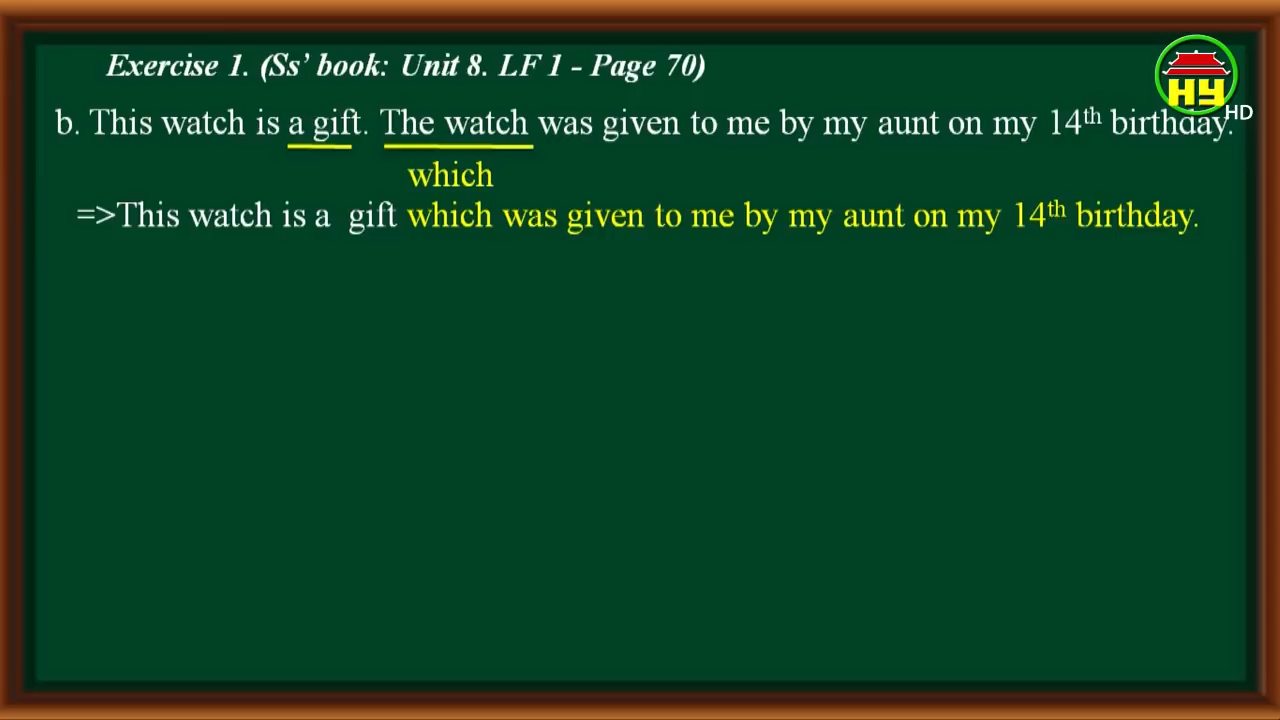 Exercise 1. (Ss’ book: Unit 8. LF 1 - Page 70)
HY
HD
b. This watch is a gift. The watch was given to me by my aunt on my 14th birthday.
which
=>This watch is a gift which was given to me by my aunt on my 14th birthday.